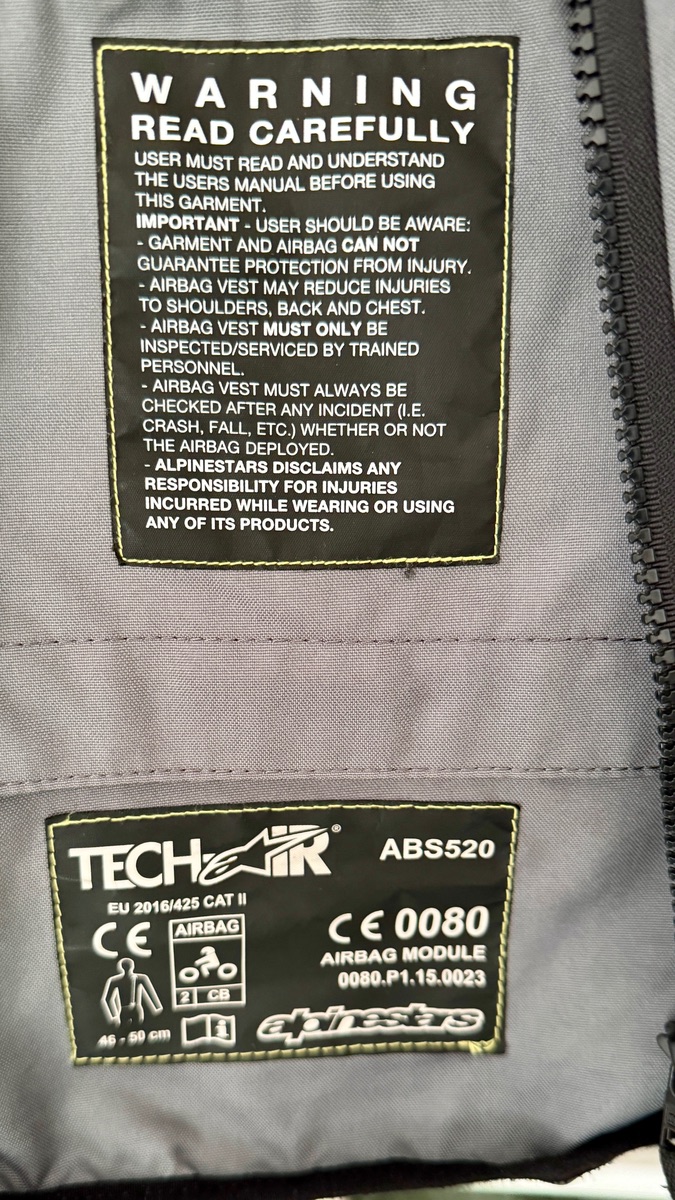 WARNING
READ CAREFULLY
USER MUST READ AND UNDERSTAND
THE USERS MANUAL BEFORE USING
THIS GARMENT.
IMPORTANT - USER SHOULD BE AWARE:
- GARMENT AND AIRBAG CAN NOT
GUARANTEE PROTECTION FROM INJURY.
- AIRBAG VEST MAY REDUCE INJURIES
TO SHOULDERS, BACK AND CHEST.
- AIRBAG VEST MUST ONLY BE
INSPECTED/SERVICED BY TRAINED
PERSONNEL.
- AIRBAG VEST MUST ALWAYS BE
CHECKED AFTER ANY INCIDENT (I.E.
CRASH, FALL, ETC.) WHETHER OR NOT
THE AIRBAG DEPLOYED.
- ALPINESTARS DISCLAIMS ANY
RESPONSIBILITY FOR INJURIES
INCURRED WHILE WEARING OR USING
ANY OF ITS PRODUCTS.
TECH-AIR® ABS520
EU 2016/425 CAT II
CE AIRBAG CE 0080
AIRBAG MODULE
0080.P1.15.0023
2 CB
46 - 50 cm i alpinestars